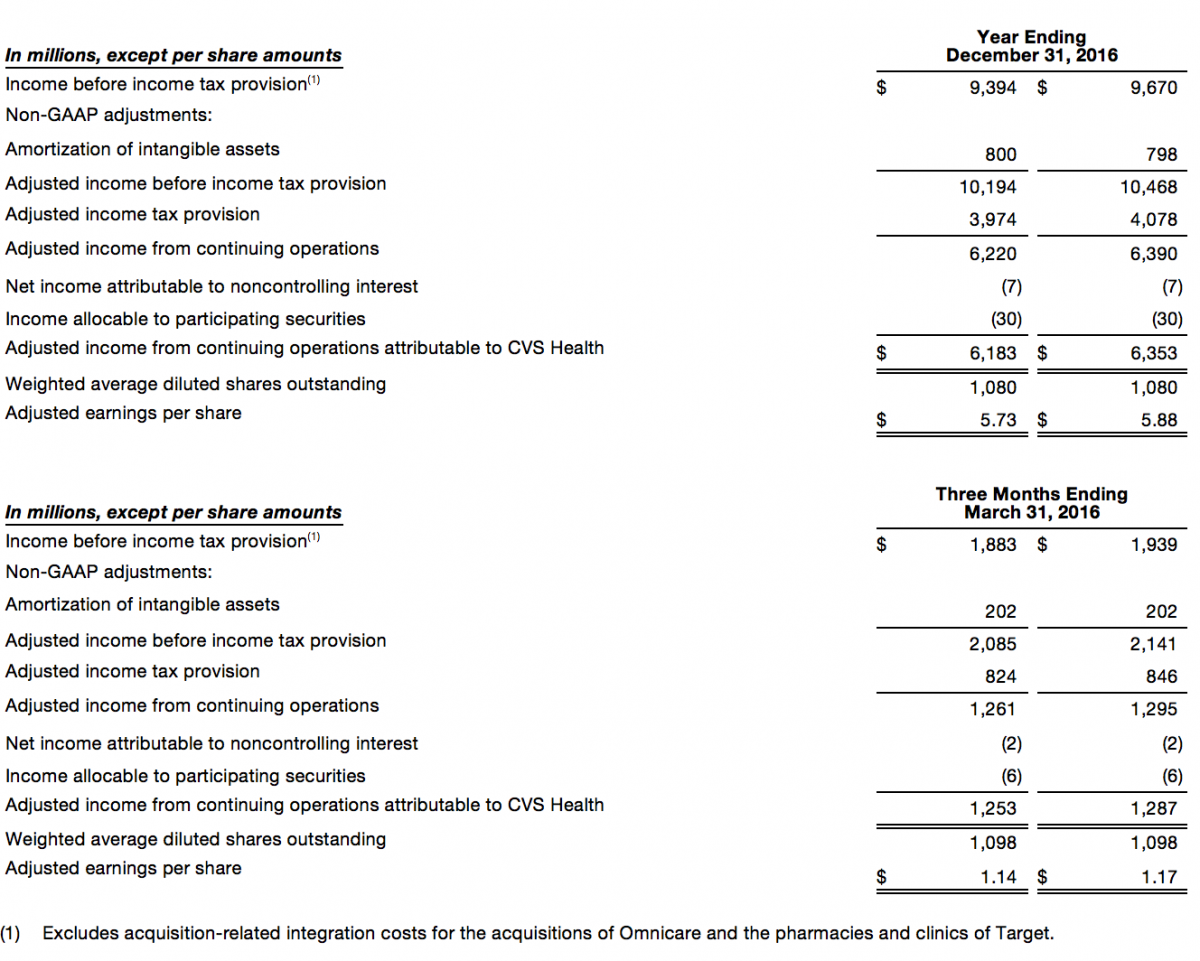 Year Ending
December 31, 2016
In millions, except per share amounts
Income before income tax provision(1) $ 9,394 $ 9,670
Non-GAAP adjustments:
Amortization of intangible assets 800 798
Adjusted income before income tax provision 10,194 10,468
Adjusted income tax provision 3,974 4,078
Adjusted income from continuing operations 6,220 6,390
Net income attributable to noncontrolling interest (7) (7)
Income allocable to participating securities (30) (30)
Adjusted income from continuing operations attributable to CVS Health $ 6,183 $ 6,353
Weighted average diluted shares outstanding 1,080 1,080
Adjusted earnings per share $ 5.73 $ 5.88
Three Months Ending
March 31, 2016
In millions, except per share amounts
Income before income tax provision(1) $ 1,883 $ 1,939
Non-GAAP adjustments:
Amortization of intangible assets 202 202
Adjusted income before income tax provision 2,085 2,141
Adjusted income tax provision 824 846
Adjusted income from continuing operations 1,261 1,295
Net income attributable to noncontrolling interest (2) (2)
Income allocable to participating securities (6) (6)
Adjusted income from continuing operations attributable to CVS Health 1,253 1,287
Weighted average diluted shares outstanding 1,098 1,098
Adjusted earnings per share $ 1.14 $ 1.17
(1) Excludes acquisition-related integration costs for the acquisitions of Omnicare and the pharmacies and clinics of Target.